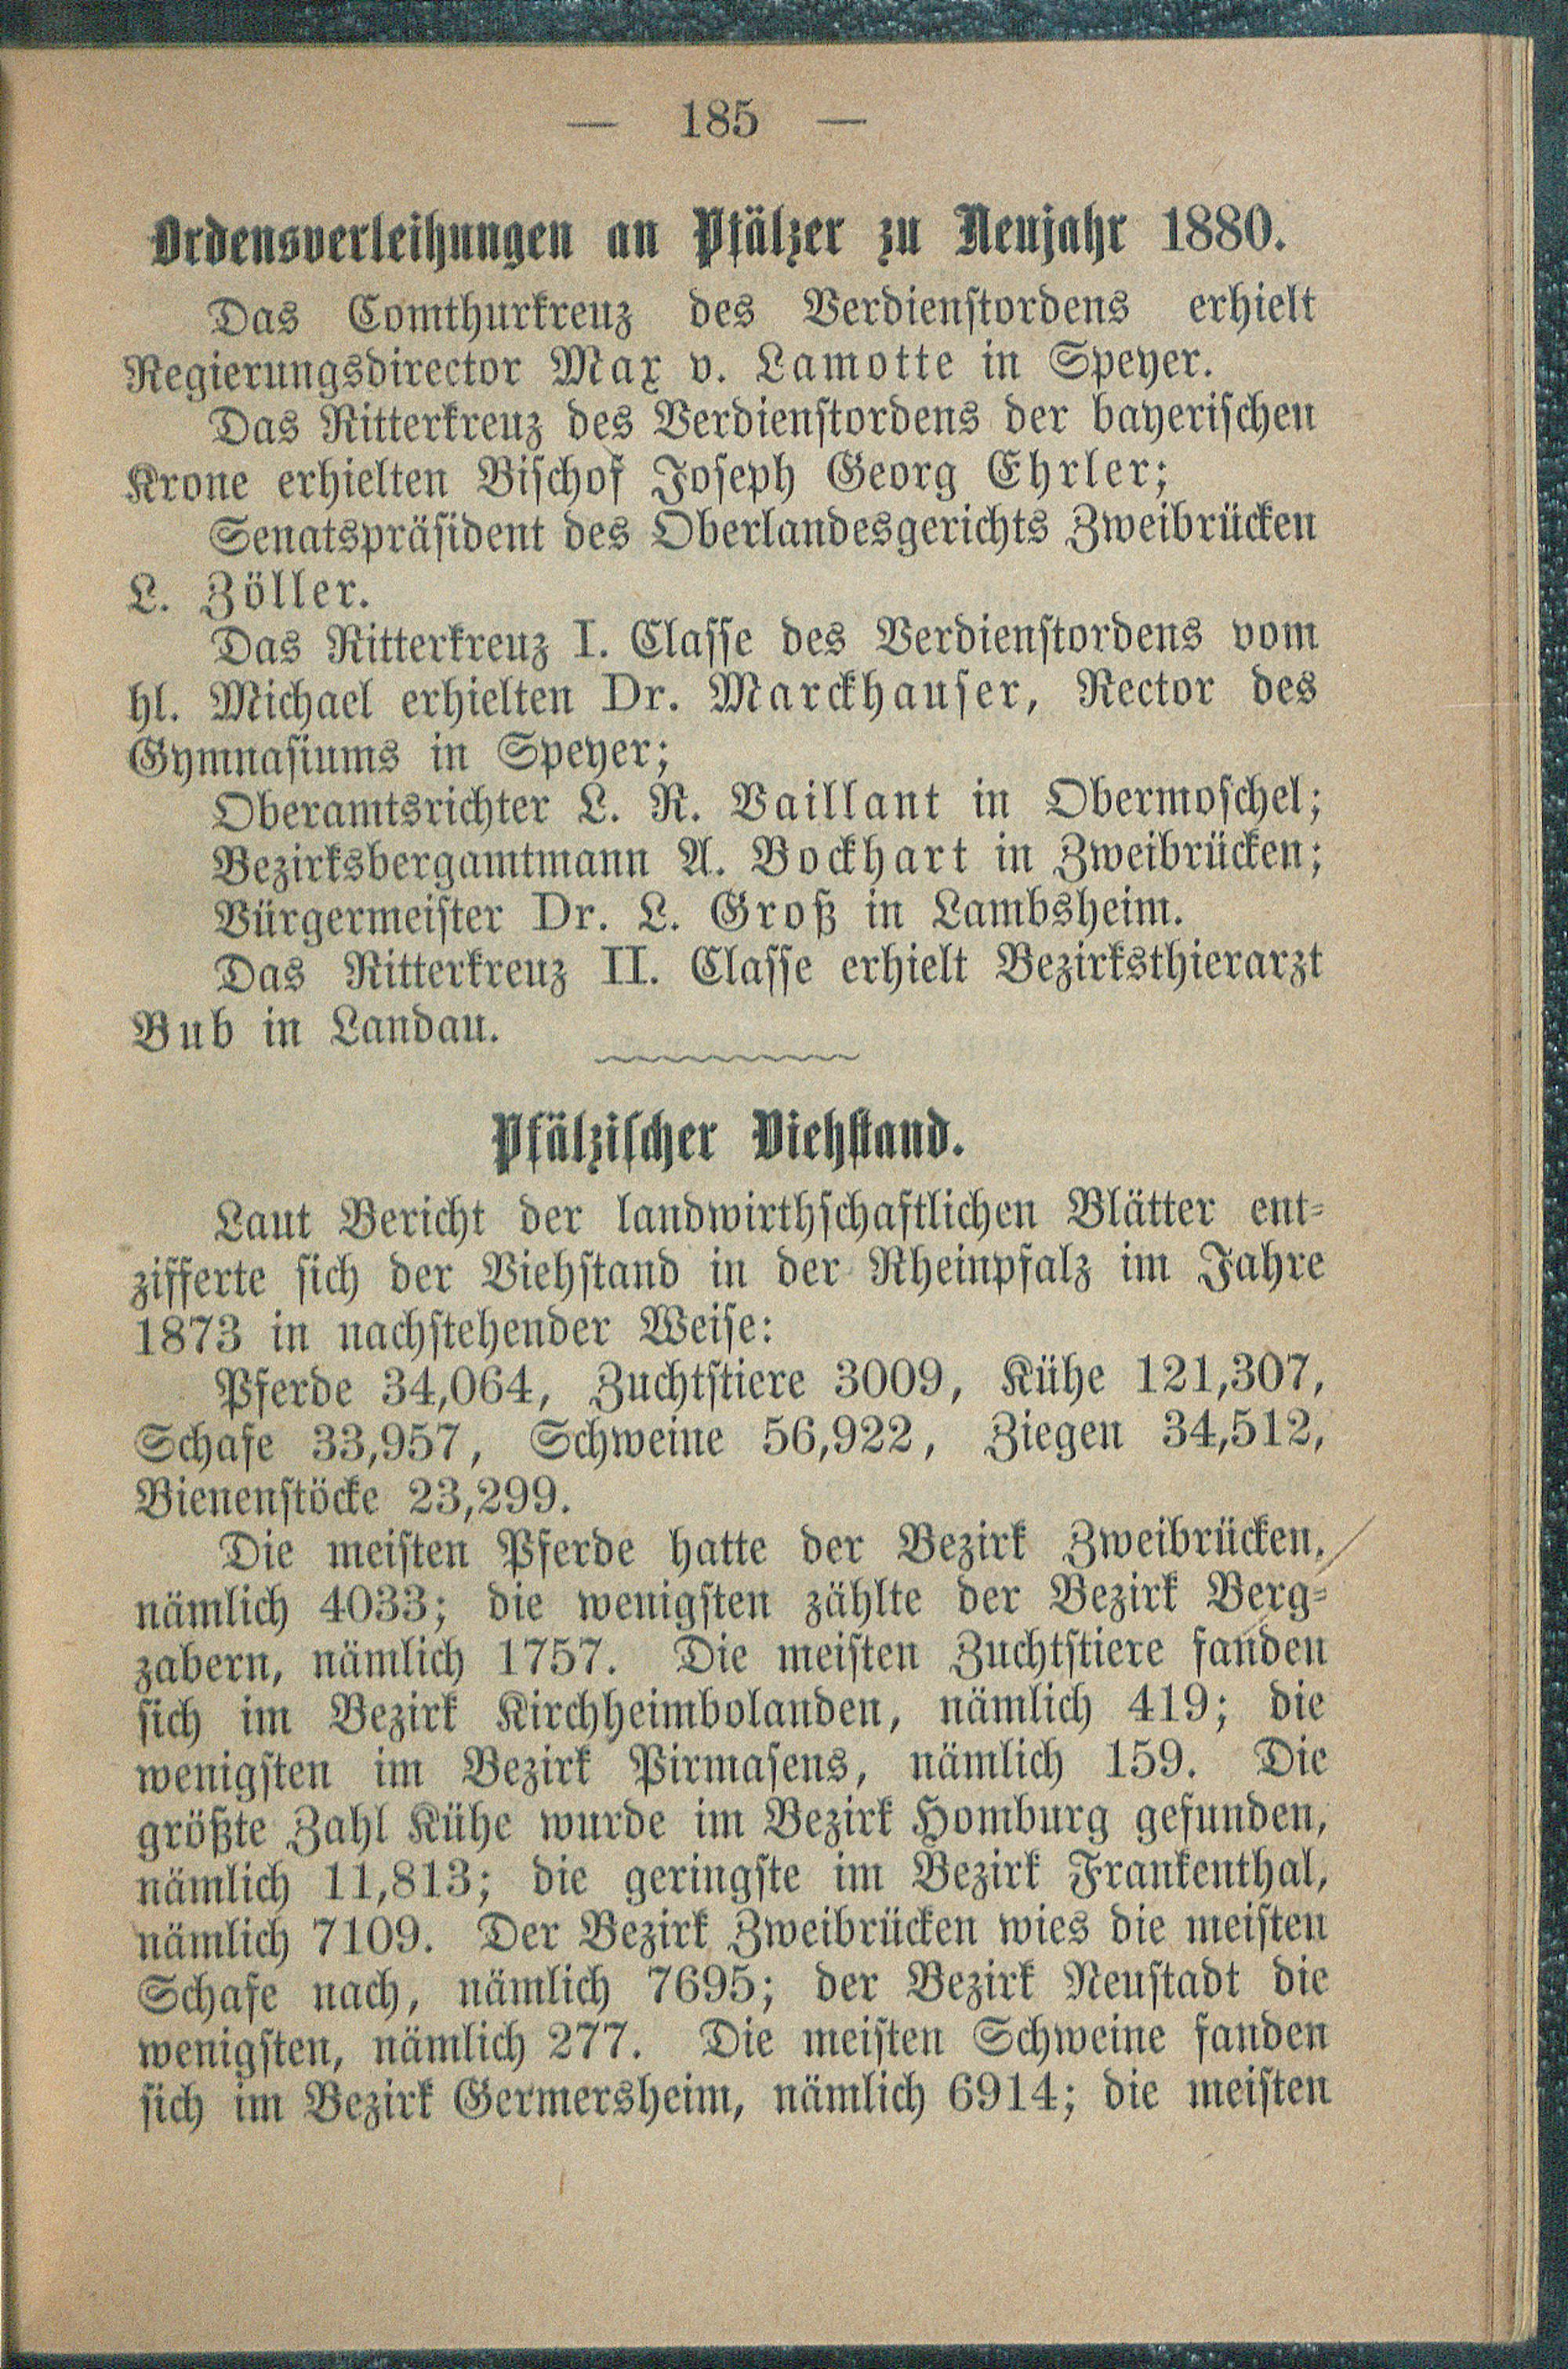 — 185 —
Ordensverleihungen an Pfälzer zu Neujahr 1880.
Das Comthurkreuz des Verdienstordens erhielt
Regierungsdirector Max v. Lamotte in Speyer.
Das Ritterkreuz des Verdienstordens der bayerischen
Krone erhielten Bischof Joseph Georg Ehrler;
Senatspräsident des Oberlandesgerichts Zweibrücken
L. Zöller.
Das Ritterkreuz I. Classe des Verdienstordens vom
hl. Michael erhielten Dr. Marckhauser, Rector des
Gymnasiums in Speyer;
Oberamtsrichter L. R. Vaillant in Obermoschel;
Bezirksbergamtmann A. Bockhart in Zweibrücken;
Bürgermeister Dr. L. Groß in Lambsheim.
Das Ritterkreuz II. Classe erhielt Bezirksthierarzt
Bub in Landau.
Pfälzischer Viehstand.
Laut Bericht der landwirthschaftlichen Blätter ent-
zifferte sich der Viehstand in der Rheinpfalz im Jahre
1873 in nachstehender Weise:
Pferde 34,064, Zuchtstiere 3009, Kühe 121,307,
Schafe 33,957, Schweine 56,922, Ziegen 34,512,
Bienenstöcke 23,299.
Die meisten Pferde hatte der Bezirk Zweibrücken,
nämlich 4033; die wenigsten zählte der Bezirk Berg-
zabern, nämlich 1757. Die meisten Zuchtstiere fanden
sich im Bezirk Kirchheimbolanden, nämlich 419; die
wenigsten im Bezirk Pirmasens, nämlich 159. Die
größte Zahl Kühe wurde im Bezirk Homburg gefunden,
nämlich 11,813; die geringste im Bezirk Frankenthal,
nämlich 7109. Der Bezirk Zweibrücken wies die meisten
Schafe nach, nämlich 7695; der Bezirk Neustadt die
wenigsten, nämlich 277. Die meisten Schweine fanden
sich im Bezirk Germersheim, nämlich 6914; die meisten